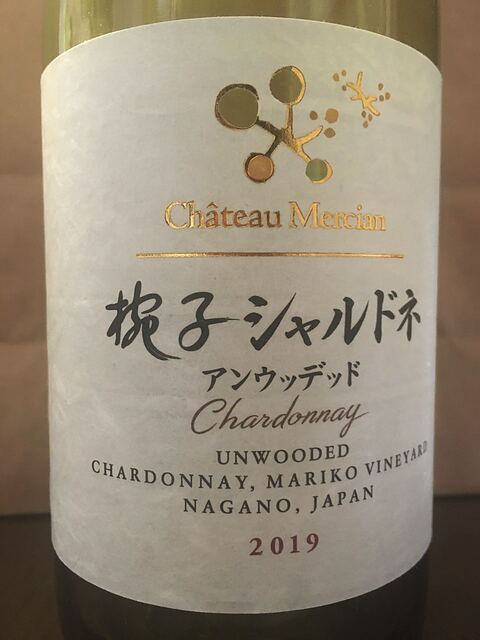 Château Mercian
椀子シャルドネ
アンウッデッド
Chardonnay
UNWOODED
CHARDONNAY, MARIKO VINEYARD
NAGANO, JAPAN
2019